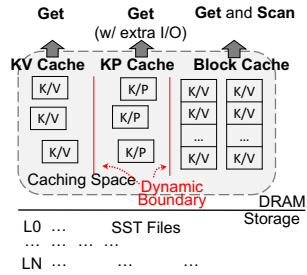 Get Get Get and Scan
(w/ extra I/O)
KV Cache KP Cache Block Cache
K/V K/P K/V K/V
K/V K/V
K/V K/P ... ...
K/V K/P K/V K/V
Caching Space Dynamic
Boundary DRAM
Storage
L0 ... SST Files
... ... ... ...
LN ... ... ...